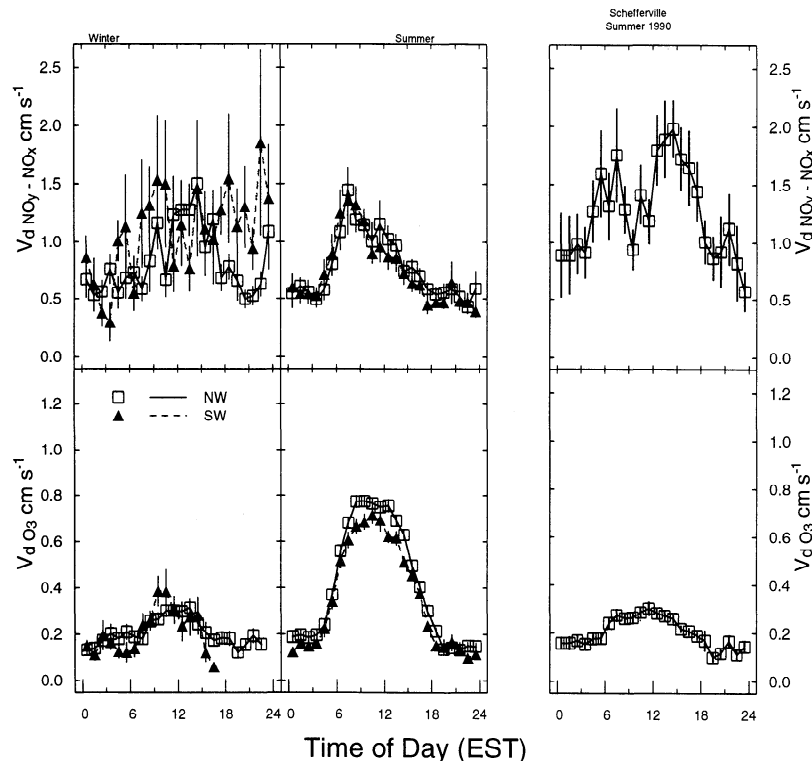 Schefferville
Summer 1990
Winter
Summer
2.5
2.0
1.5
1.0
0.5
0.0
Vd NOy - NOx cm s-1
2.5
2.0
1.5
1.0
0.5
0.0
Vd NOy - NOx cm s-1
NW
SW
1.2
1.0
0.8
0.6
0.4
0.2
0.0
Vd O3 cm s-1
1.2
1.0
0.8
0.6
0.4
0.2
0.0
Vd O3 cm s-1
0 6 12 18 24
0 6 12 18 24
0 6 12 18 24
Time of Day (EST)